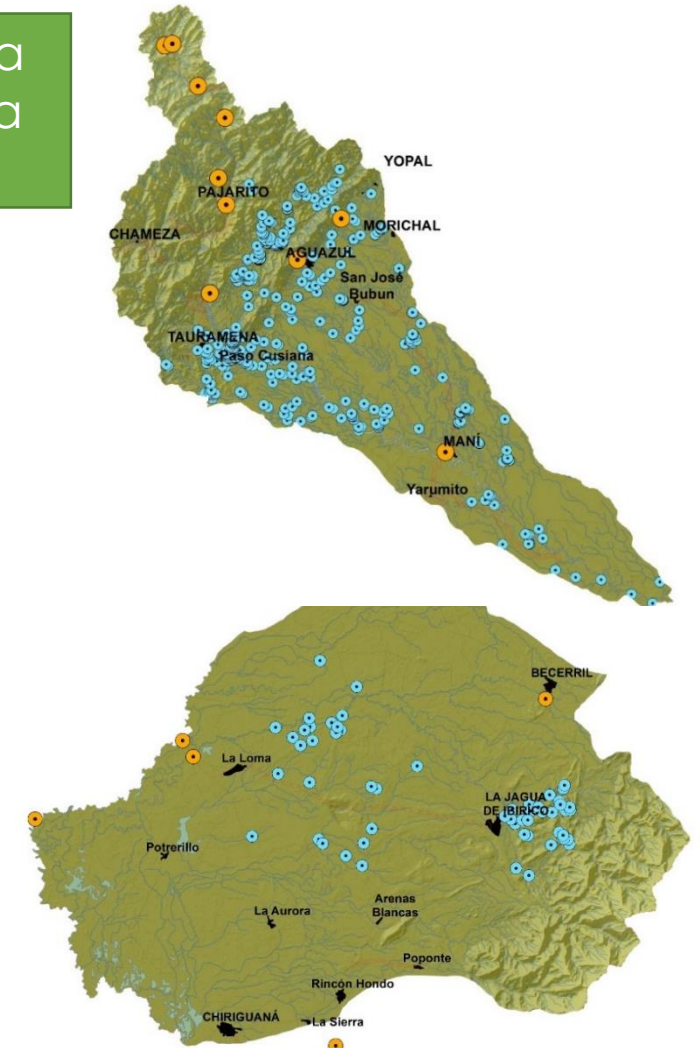 a
a
YOPAL
PAJARITO
MORICHAL
CHAMEZA
AGUAZUL
San José
Bubun
TAURAMENA
Paso Cusiana
MANÍ
Yarumito
BECERRIL
La Loma
LA JAGUA
DE IBIRICO
Potrerillo
Arenas
Blancas
La Aurora
Poponte
Rincón Hondo
CHIRIGUANÁ
La Sierra